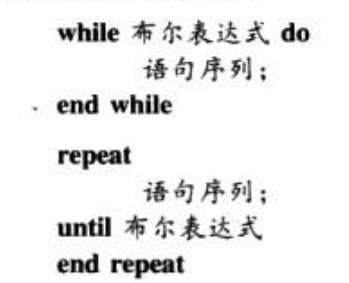 while 布尔表达式 do
语句序列;
end while
repeat
语句序列;
until 布尔表达式
end repeat